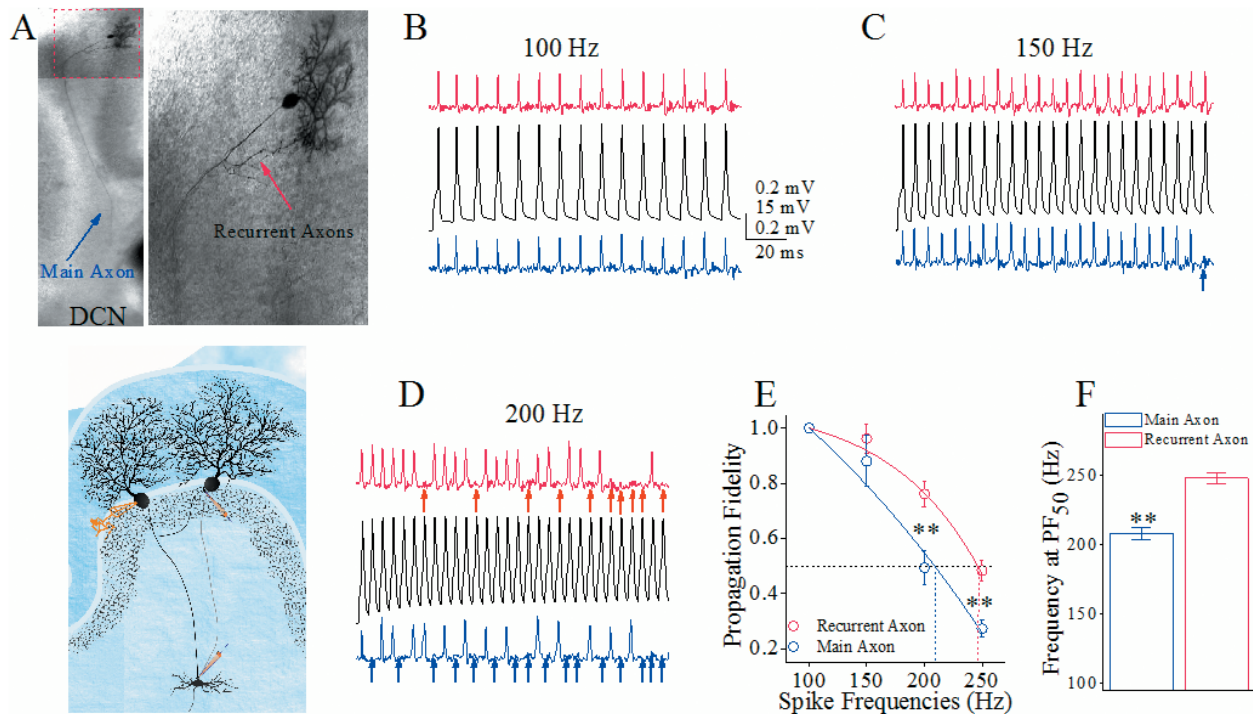 A
Main Axon
DCN
Recurrent Axons
B
100 Hz
0.2 mV
15 mV
0.2 mV
20 ms
C
150 Hz
D
200 Hz
E
Propagation Fidelity
1.0
0.8
0.6
0.4
0.2
**
**
Recurrent Axon
Main Axon
100 150 200 250
Spike Frequencies (Hz)
F
Main Axon
Recurrent Axon
Frequency at PF50 (Hz)
250
200
150
100
**